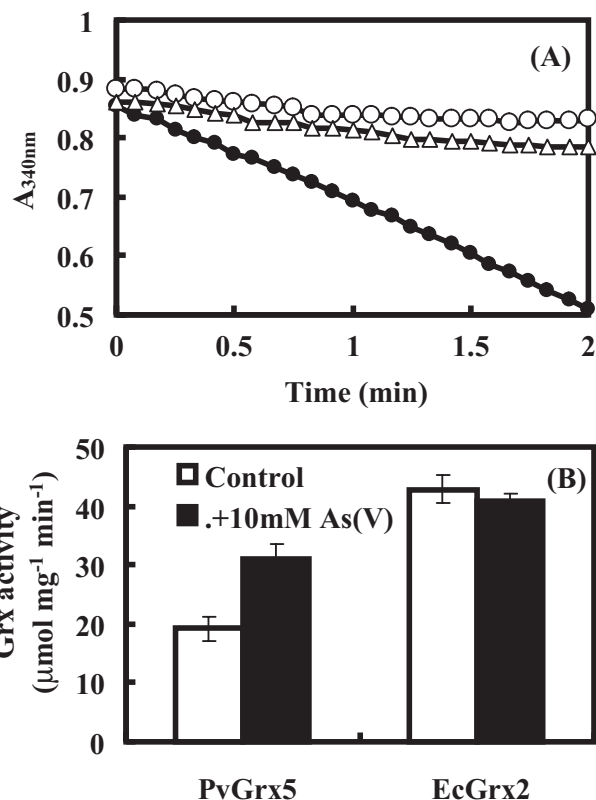 1
(A)
0.9
0.8
0.7
0.6
0.5
A340nm
0 0.5 1 1.5 2
Time (min)
50
Control
(B)
.+10mM As(V)
40
30
20
10
0
Grx activity
(μmol mg-1 min-1)
PvGrx5 EcGrx2